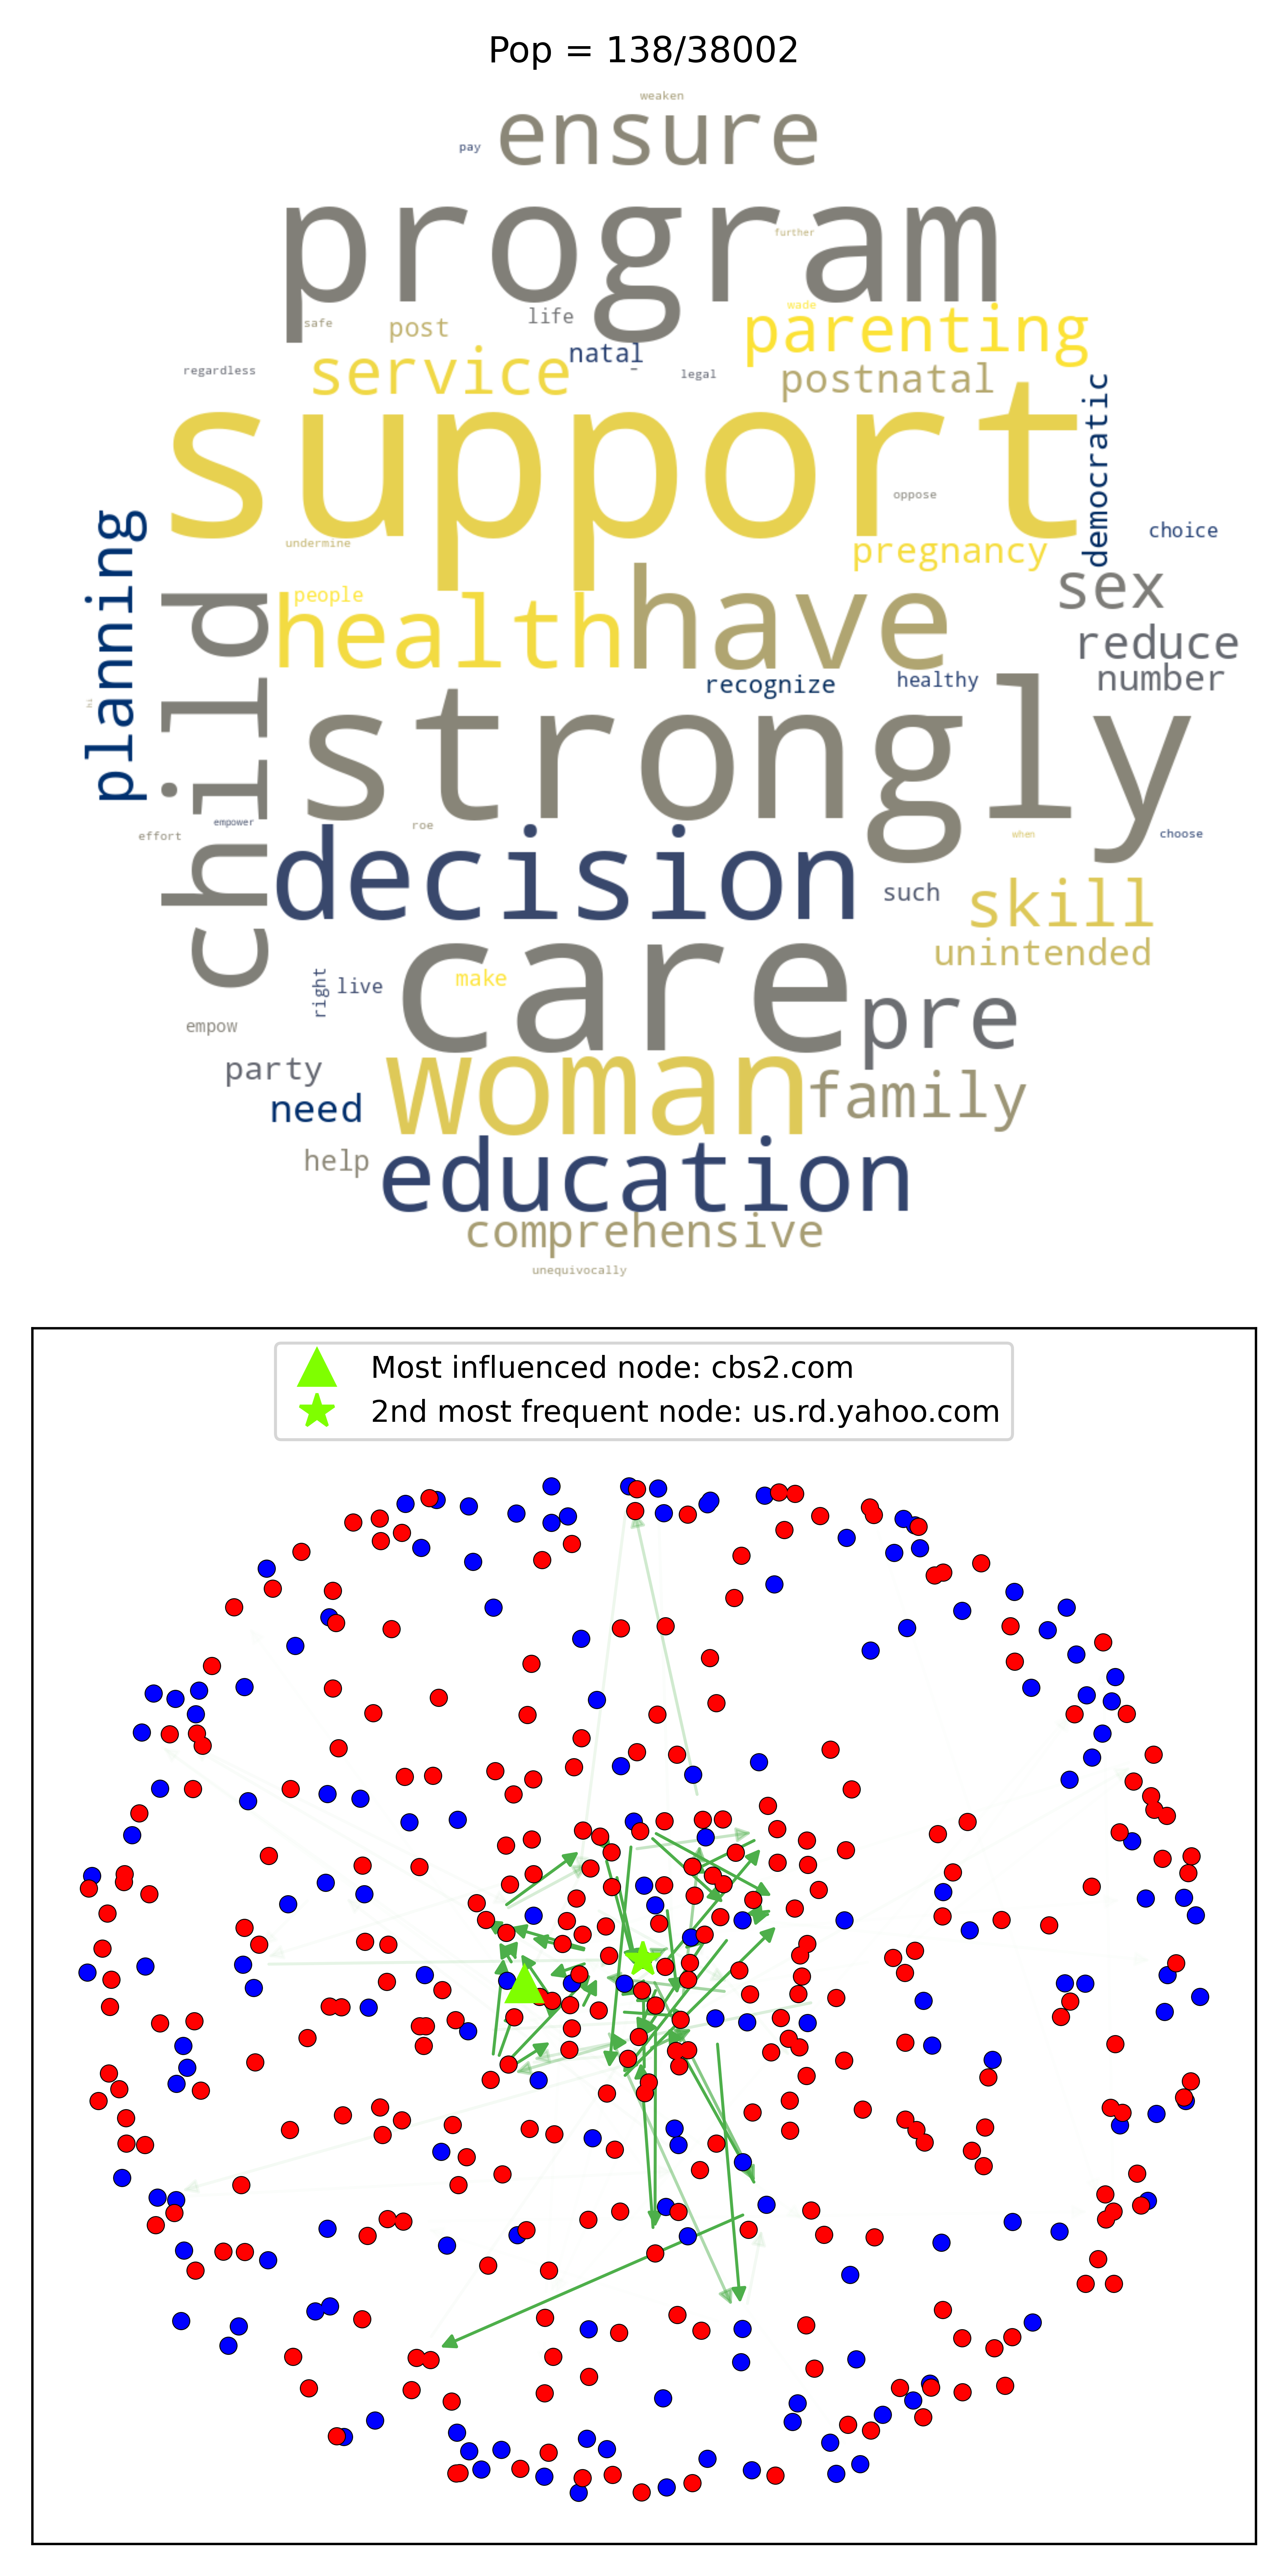 Pop = 138/38002
weaken
ensure
pay
program
further
safe
post
life
wade
parenting
natal
service
regardless
-
legal
postnatal
support
democratic
oppose
choice
planning
undermine
pregnancy
sex
child
people
health
have
reduce
recognize
healthy
number
hi
strongly
effort
empower
roe
when
choose
decision
such
skill
unintended
care
right
live
make
empow
pre
party
woman
family
need
help
education
comprehensive
unequivocally
Most influenced node: cbs2.com
2nd most frequent node: us.rd.yahoo.com